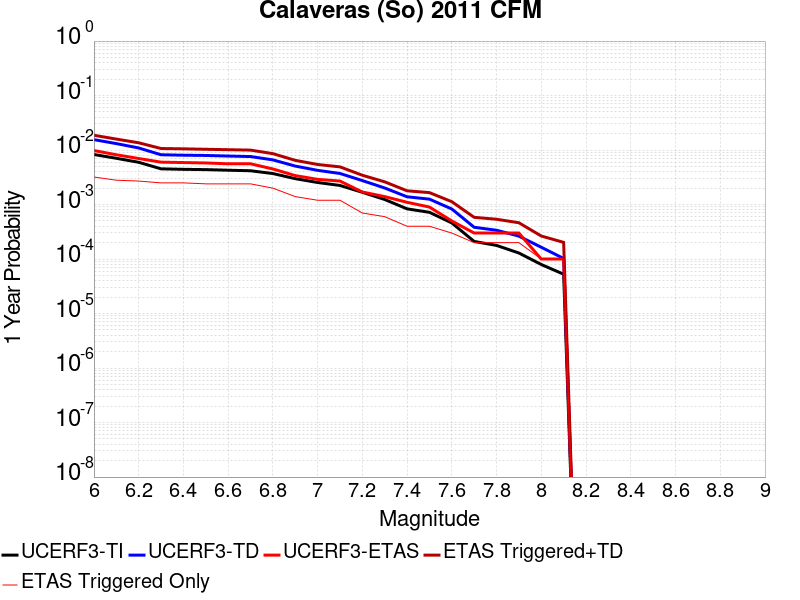 Calaveras (So) 2011 CFM
10 0
10 -1
10 -2
10 -3
10 -4
10 -5
10 -6
10 -7
10 -8
1 Year Probability
6 6.2 6.4 6.6 6.8 7 7.2 7.4 7.6 7.8 8 8.2 8.4 8.6 8.8 9
Magnitude
UCERF3-TI UCERF3-TD UCERF3-ETAS ETAS Triggered+TD
ETAS Triggered Only